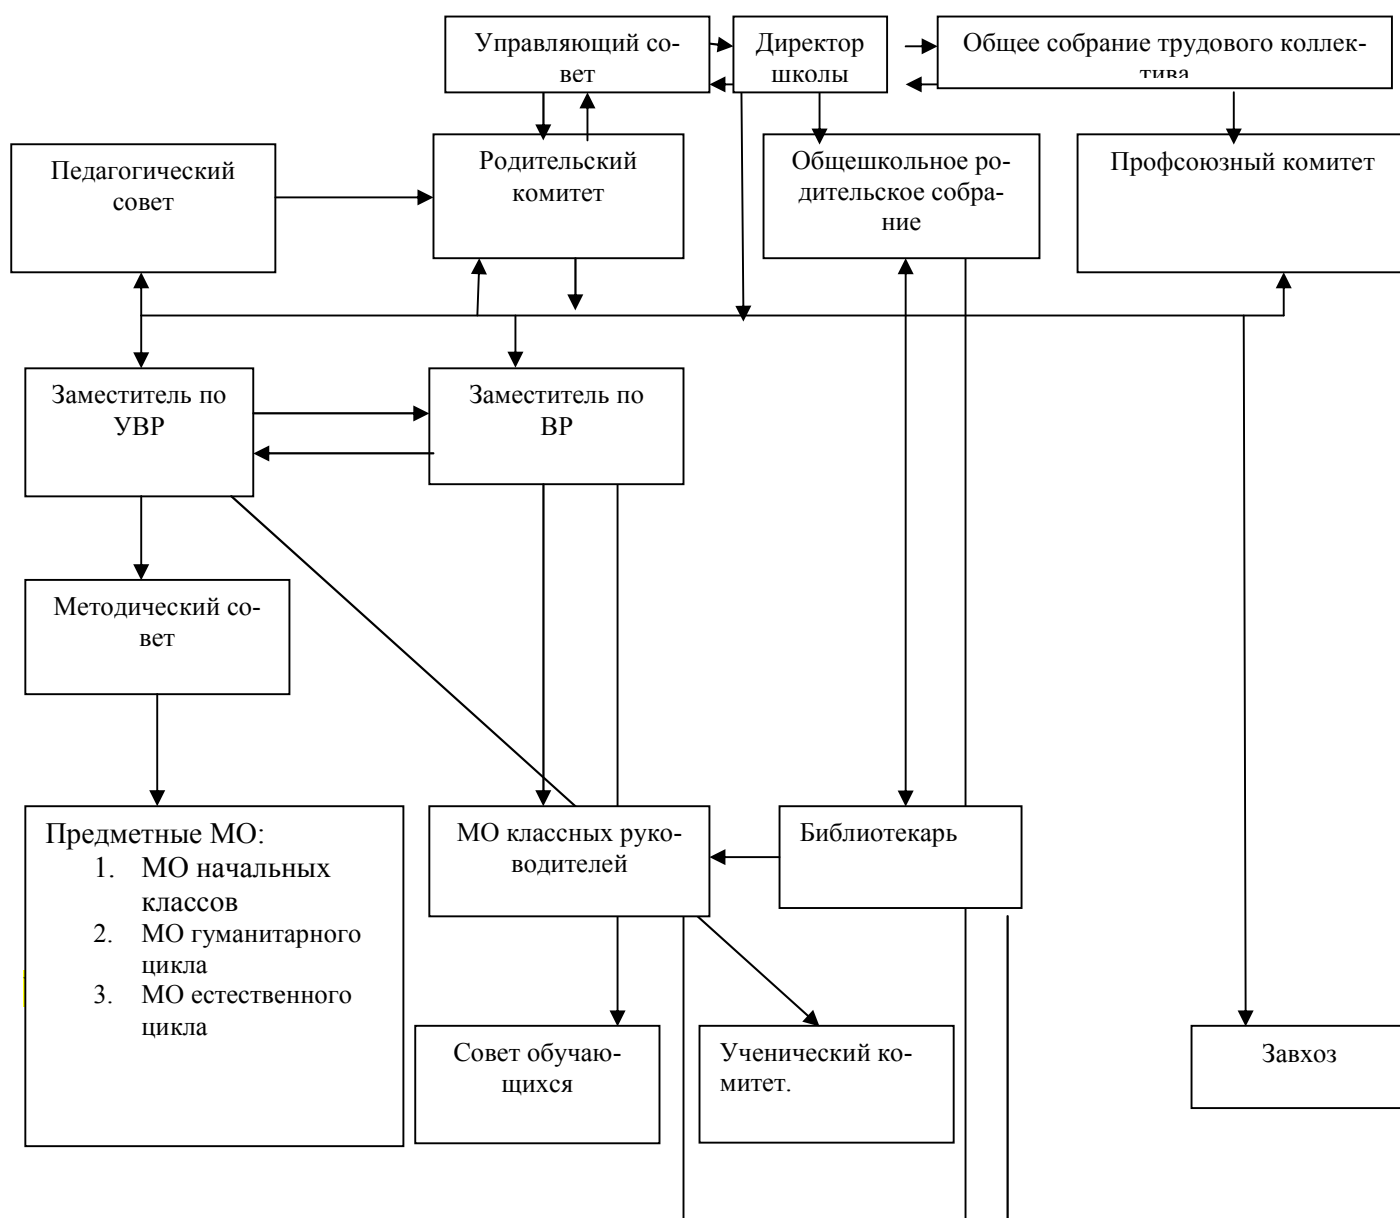 Управляющий со-
вет
Директор
школы
Общее собрание трудового коллек-
тива
Педагогический
совет
Родительский
комитет
Общешкольное ро-
дительское собра-
ние
Профсоюзный комитет
Заместитель по
УВР
Заместитель по
ВР
Методический со-
вет
Предметные МО:
1. МО начальных
классов
2. МО гуманитарного
цикла
3. МО естественного
цикла
МО классных руко-
водителей
Библиотекарь
Совет обучаю-
щихся
Ученический ко-
митет.
Завхоз